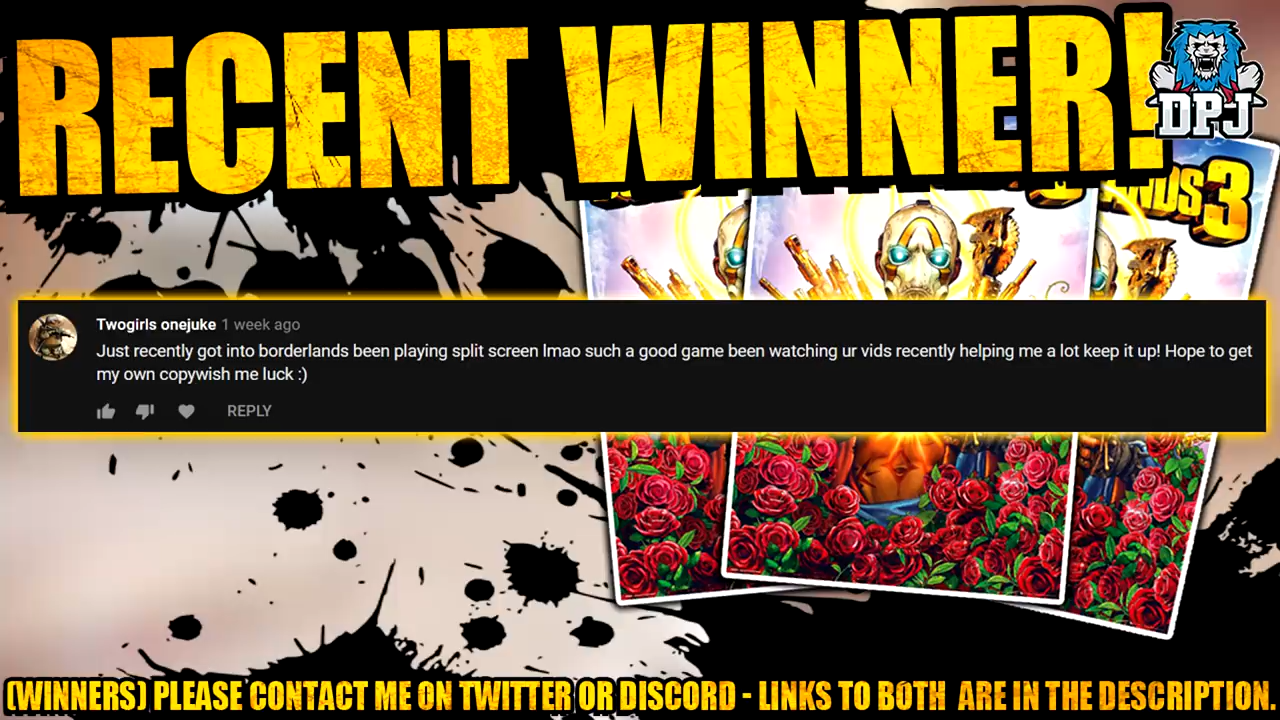 RECENT WINNER!
DPJ
ANDS 3
Twogirls onejuke 1 week ago
Just recently got into borderlands been playing split screen lmao such a good game been watching ur vids recently helping me a lot keep it up! Hope to get
my own copywish me luck :)
REPLY
(WINNERS) PLEASE CONTACT ME ON TWITTER OR DISCORD - LINKS TO BOTH ARE IN THE DESCRIPTION.